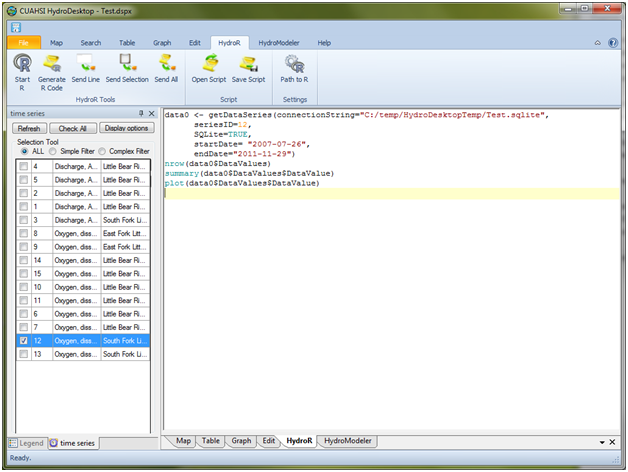 CUAHSI HydroDesktop - Test.dspx
File Map Search Table Graph Edit HydroR HydroModeler Help
Start R
Generate R Code
Send Line
Send Selection
Send All
Open Script
Save Script
Path to R
HydroR Tools
Script
Settings
time series
Refresh Check All Display options
Selection Tool
ALL Simple Filter Complex Filter
4 Discharge, A... Little Bear Ri...
5 Discharge, A... Little Bear Ri...
2 Discharge, A... Little Bear Ri...
1 Discharge, A... Little Bear Ri...
3 Discharge, A... South Fork Li...
8 Oxygen, diss... East Fork Litt...
9 Oxygen, diss... East Fork Litt...
14 Oxygen, diss... Little Bear Ri...
15 Oxygen, diss... Little Bear Ri...
10 Oxygen, diss... Little Bear Ri...
11 Oxygen, diss... Little Bear Ri...
6 Oxygen, diss... Little Bear Ri...
7 Oxygen, diss... Little Bear Ri...
12 Oxygen, diss... South Fork Li...
13 Oxygen, diss... South Fork Li...
Legend time series
data0 <- getDataSeries(connectionString="C:/temp/HydroDesktopTemp/Test.sqlite",
seriesID=12,
SQLite=TRUE,
startDate= "2007-07-26",
endDate="2011-11-29")
nrow(data0$DataValues)
summary(data0$DataValues$DataValue)
plot(data0$DataValues$DataValue)
Map Table Graph Edit HydroR HydroModeler
Ready.